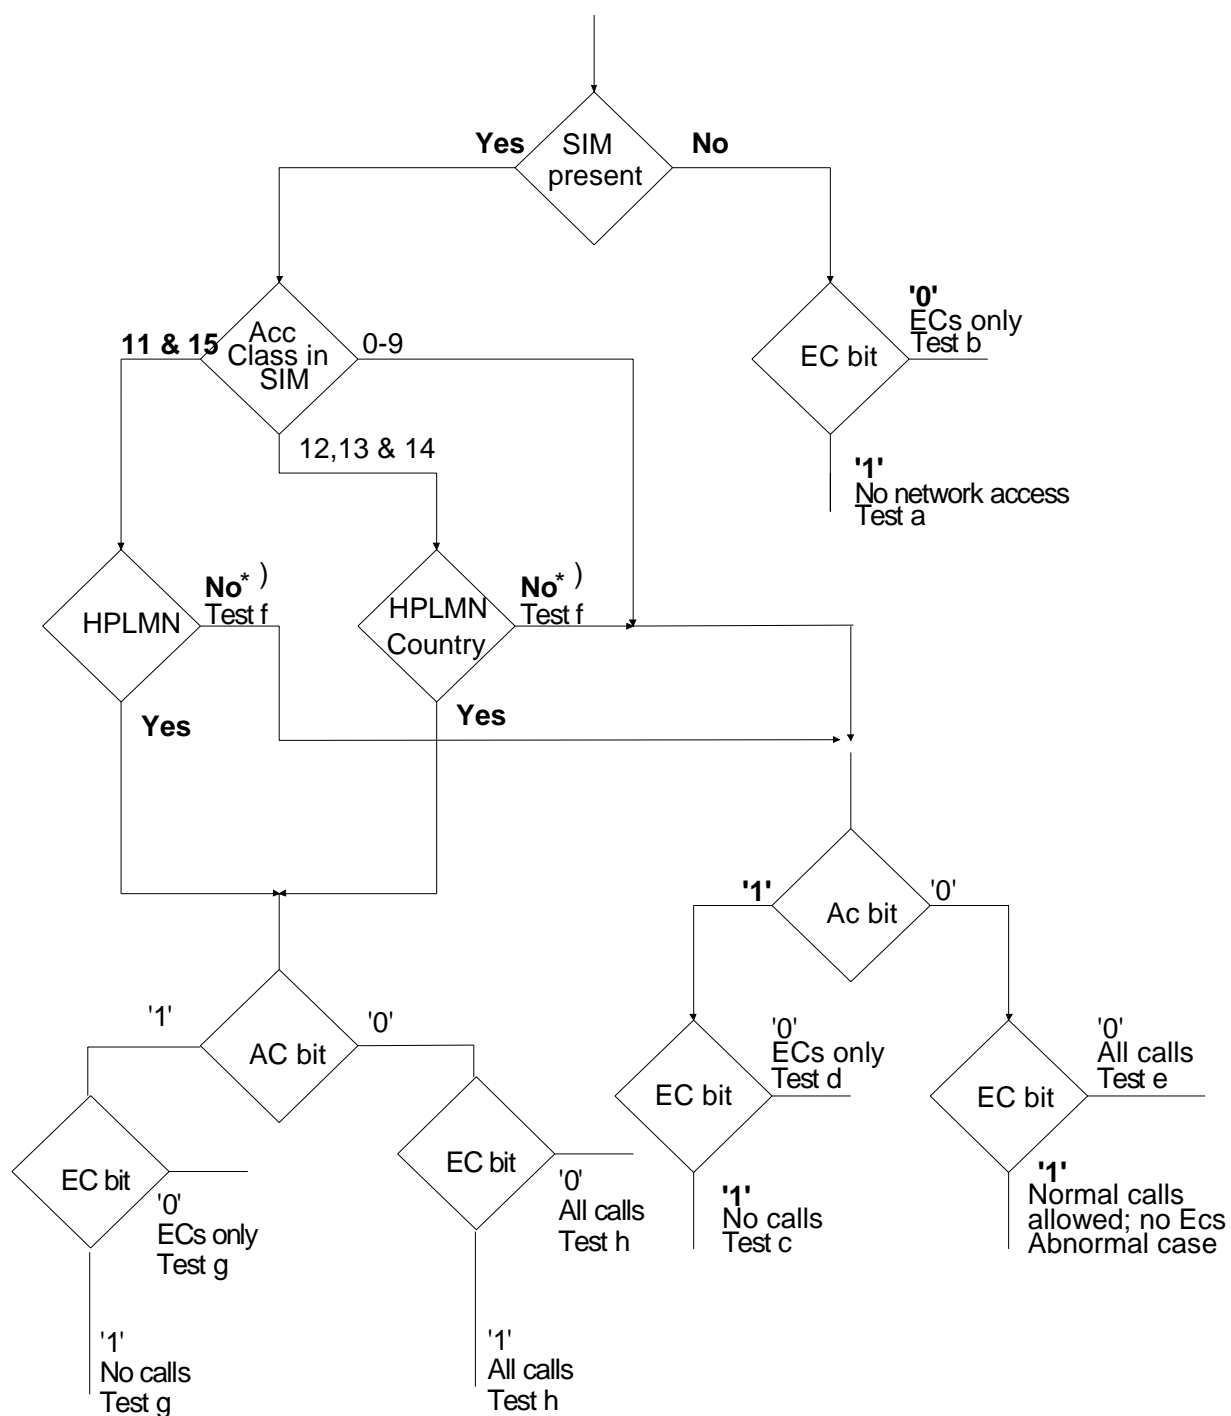 Yes
SIM
present
No
'0'
ECs only
Test b
EC bit
'1'
No network access
Test a
11 & 15
Acc
Class in
SIM
0-9
12,13 & 14
HPLMN
No* )
Test f
Yes
HPLMN
Country
No* )
Test f
Yes
'1'
Ac bit
'0'
'1'
AC bit
'0'
EC bit
'0'
ECs only
Test g
'1'
No calls
Test g
EC bit
'0'
All calls
Test h
'1'
All calls
Test h
EC bit
'0'
ECs only
Test d
'1'
No calls
Test c
EC bit
'0'
All calls
Test e
'1'
Normal calls
allowed; no Ecs
Abnormal case